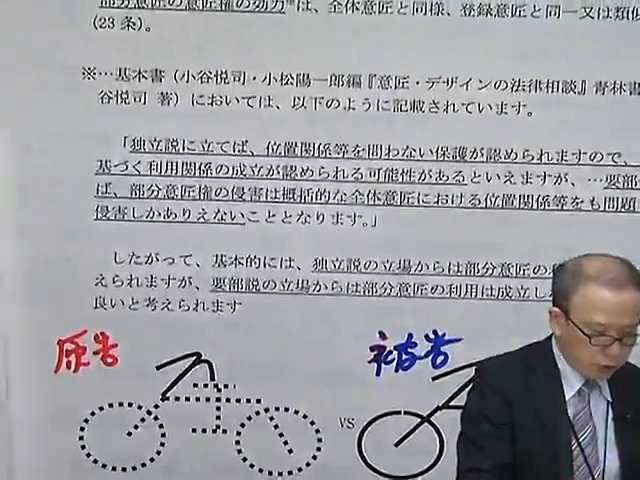 部分意匠の意匠権の効力※は、全体意匠と同様、登録意匠と同一又は類似
(23条)。
※…基本書(小谷悦司・小松陽一郎編『意匠・デザインの法律相談』青林書
谷悦司 著)においては、以下のように記載されています。
「独立説に立てば、位置関係等を問わない保護が認められますので、
基づく利用関係の成立が認められる可能性があるといえますが、…要部
ば、部分意匠権の侵害は概括的な全体意匠における位置関係等をも問題
侵害しかありえないこととなります。」
したがって、基本的には、独立説の立場からは部分意匠の
えられますが、要部説の立場からは部分意匠の利用は成立し
良いと考えられます
原告 被告
VS